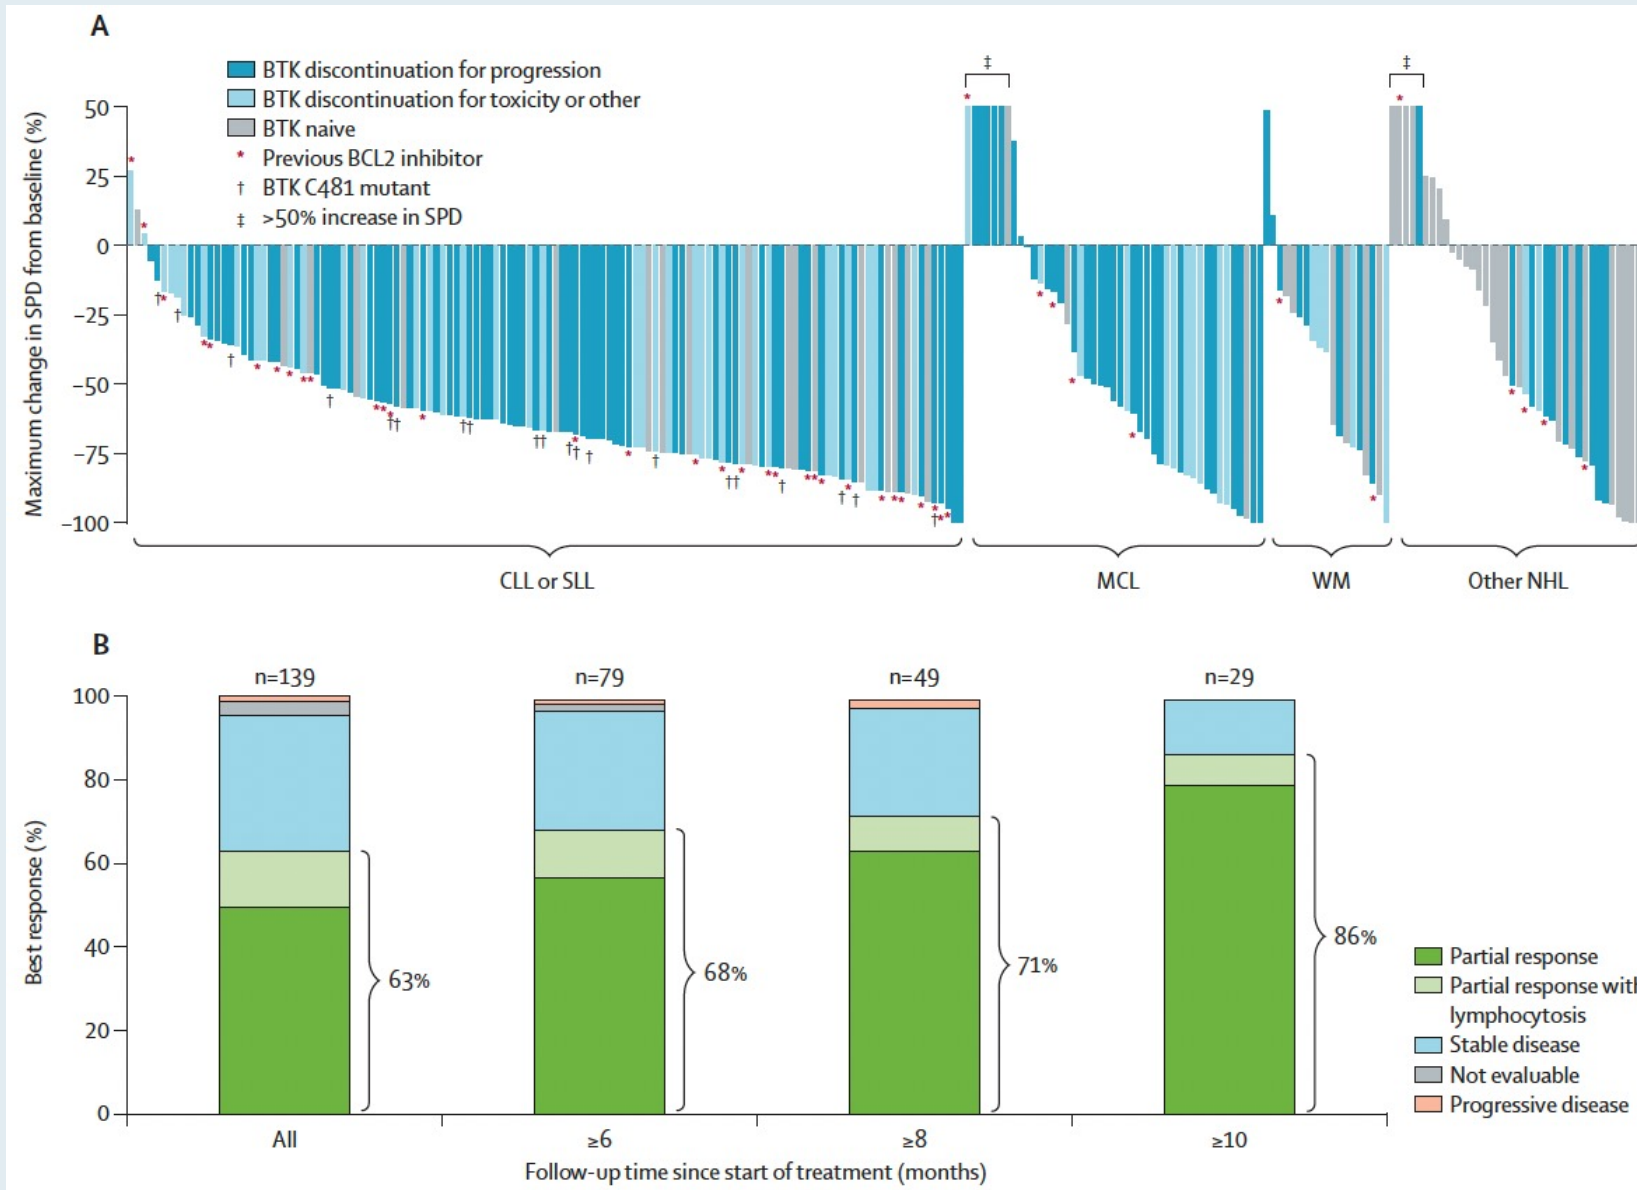 A
BTK discontinuation for progression
BTK discontinuation for toxicity or other
BTK naive
* Previous BCL2 inhibitor
† BTK C481 mutant
‡ >50% increase in SPD
‡
‡
Maximum change in SPD from baseline (%)
50
25
0
−25
−50
−75
−100
CLL or SLL
MCL
WM
Other NHL
B
n=139
n=79
n=49
n=29
Best response (%)
100
80
60
40
20
0
63%
68%
71%
86%
Partial response
Partial response with
lymphocytosis
Stable disease
Not evaluable
Progressive disease
All
≥6
≥8
≥10
Follow-up time since start of treatment (months)